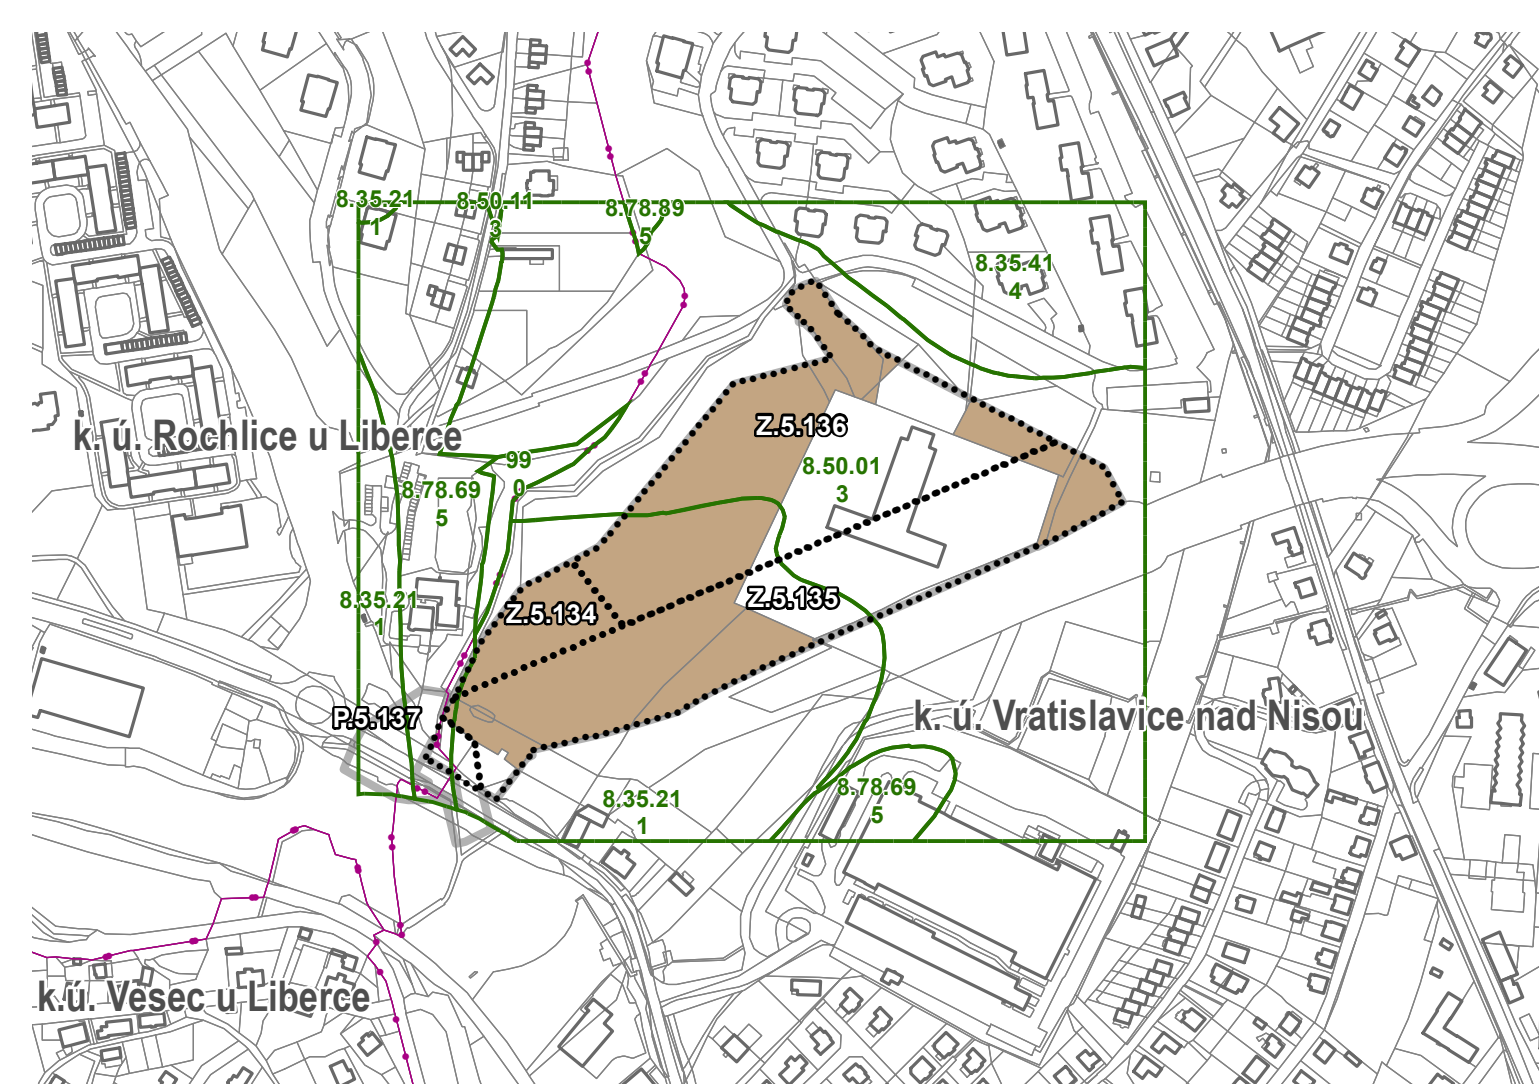 8.35.21
1
8.50.11
3
8.78.89
5
8.35.41
4
Z.5.136
k. ú. Rochlice u Liberce
99
0
8.50.01
3
8.78.69
5
8.35.21
1
Z.5.134
Z.5.135
P.5.137
k. ú. Vratislavice nad Nisou
8.35.21
1
8.78.69
5
k.ú. Vesec u Liberce